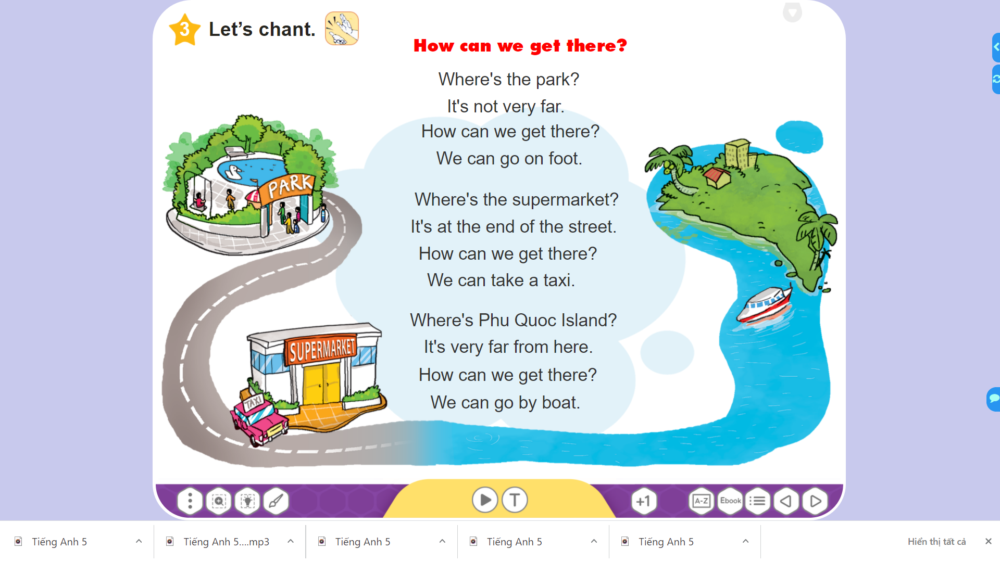 3 Let’s chant.
How can we get there?
Where's the park?
It's not very far.
How can we get there?
We can go on foot.
Where's the supermarket?
It's at the end of the street.
How can we get there?
We can take a taxi.
Where's Phu Quoc Island?
It's very far from here.
How can we get there?
We can go by boat.
PARK
SUPERMARKET
TAXI
T
+1
A-Z
Ebook
Tiếng Anh 5
Tiếng Anh 5....mp3
Tiếng Anh 5
Tiếng Anh 5
Tiếng Anh 5
Hiển thị tất cả